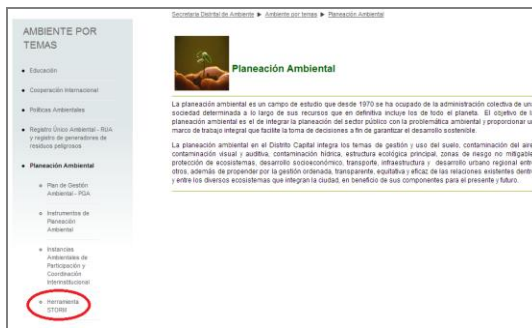 Secretaría Distrital de Ambiente ► Ambiente por temas ► Planeación Ambiental
AMBIENTE POR
TEMAS
Educación
Cooperación Internacional
Políticas Ambientales
Registro Único Ambiental - RUA
y registro de generadores de
residuos peligrosos
Planeación Ambiental
Plan de Gestión
Ambiental - PGA
Instrumentos de
Planeación
Ambiental
Instancias
Ambientales de
Participación y
Coordinación
Interinstitucional
Herramienta
STORM
Planeación Ambiental
La planeación ambiental es un campo de estudio que desde 1970 se ha ocupado de la administración colectiva de una
sociedad determinada a lo largo de sus recursos que en definitiva incluye los de todo el planeta. El objetivo de la
planeación ambiental es el de integrar la planeación del sector público con la problemática ambiental y proporcionar un
marco de trabajo integral que facilite la toma de decisiones a fin de garantizar el desarrollo sostenible.
La planeación ambiental en el Distrito Capital integra los temas de gestión y uso del suelo, contaminación del aire,
contaminación visual y auditiva, contaminación hídrica, estructura ecológica principal, zonas de riesgo no mitigable,
protección de ecosistemas, desarrollo socioeconómico, transporte, infraestructura y desarrollo urbano regional entre
otros, además de propender por la gestión ordenada, transparente, equitativa y eficaz de las relaciones existentes dentro
y entre los diversos ecosistemas que integran la ciudad, en beneficio de sus componentes para el presente y futuro.